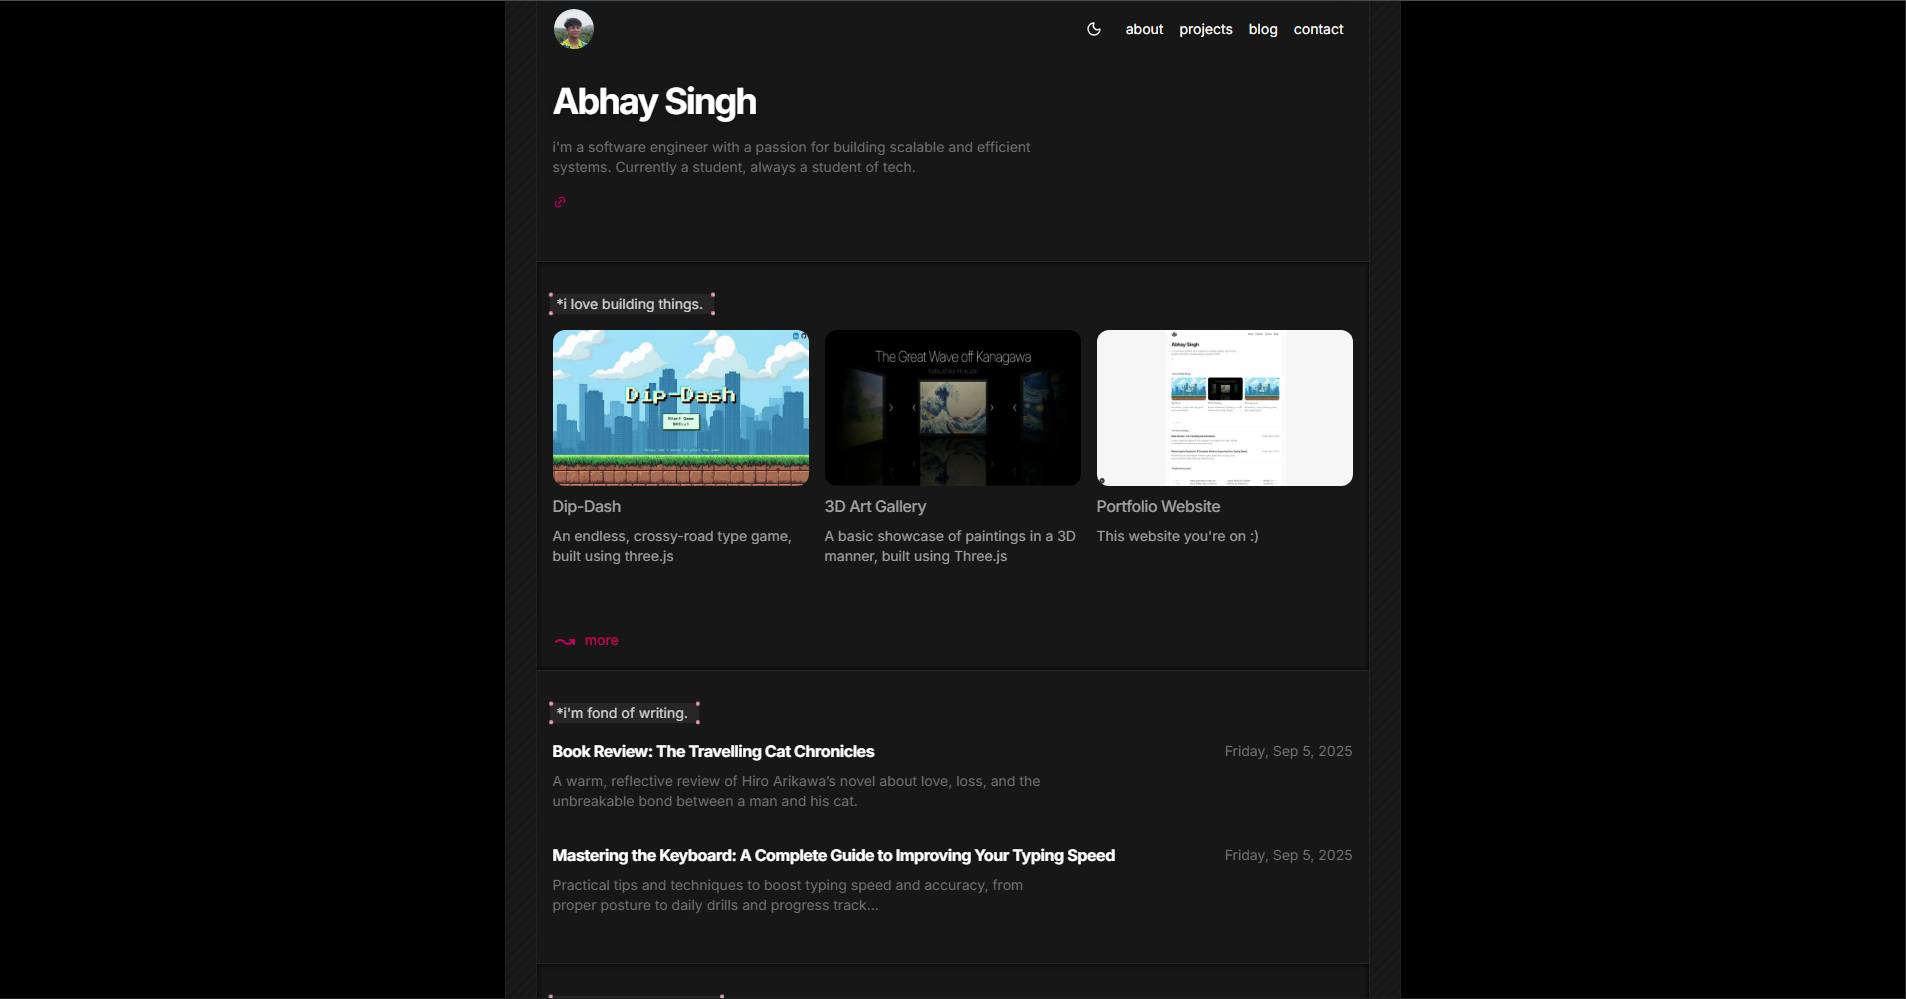 about projects blog contact
Abhay Singh
i'm a software engineer with a passion for building scalable and efficient
systems. Currently a student, always a student of tech.
*i love building things.
Dip-Dash
Start Game
The Great Wave off Kanagawa
Katsushika Hokusai
Abhay Singh
Dip-Dash
An endless, crossy-road type game,
built using three.js
3D Art Gallery
A basic showcase of paintings in a 3D
manner, built using Three.js
Portfolio Website
This website you're on :)
more
*i'm fond of writing.
Book Review: The Travelling Cat Chronicles
Friday, Sep 5, 2025
A warm, reflective review of Hiro Arikawa’s novel about love, loss, and the
unbreakable bond between a man and his cat.
Mastering the Keyboard: A Complete Guide to Improving Your Typing Speed
Friday, Sep 5, 2025
Practical tips and techniques to boost typing speed and accuracy, from
proper posture to daily drills and progress track...